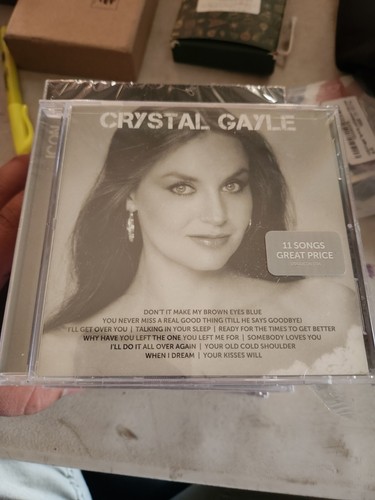 CRYSTAL GAYLE
ICON
11 SONGS
GREAT PRICE
DON'T IT MAKE MY BROWN EYES BLUE
YOU NEVER MISS A REAL GOOD THING (TILL HE SAYS GOODBYE)
I'LL GET OVER YOU | TALKING IN YOUR SLEEP | READY FOR THE TIMES TO GET BETTER
WHY HAVE YOU LEFT THE ONE YOU LEFT ME FOR | SOMEBODY LOVES YOU
I'LL DO IT ALL OVER AGAIN | YOUR OLD COLD SHOULDER
WHEN I DREAM | YOUR KISSES WILL